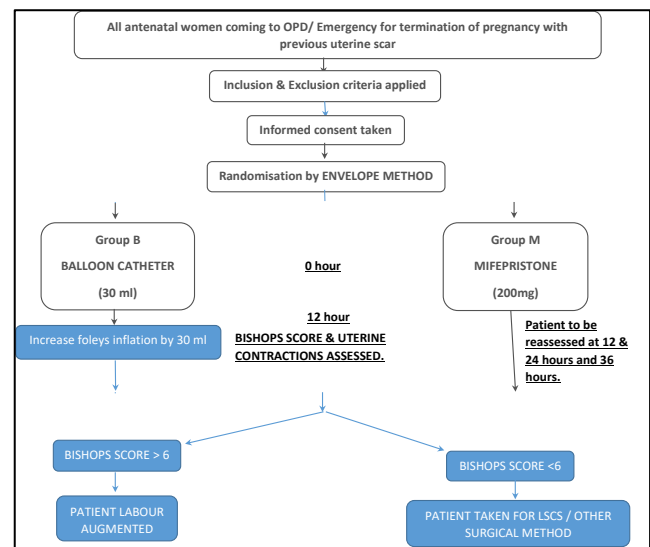 All antenatal women coming to OPD/ Emergency for termination of pregnancy with
previous uterine scar
Inclusion & Exclusion criteria applied
Informed consent taken
Randomisation by ENVELOPE METHOD
Group B
BALLOON CATHETER
(30 ml)
0 hour
Group M
MIFEPRISTONE
(200mg)
Increase foleys inflation by 30 ml
12 hour
BISHOPS SCORE & UTERINE
CONTRACTIONS ASSESSED.
Patient to be
reassessed at 12 &
24 hours and 36
hours.
BISHOPS SCORE > 6
BISHOPS SCORE <6
PATIENT LABOUR
AUGMENTED
PATIENT TAKEN FOR LSCS / OTHER
SURGICAL METHOD